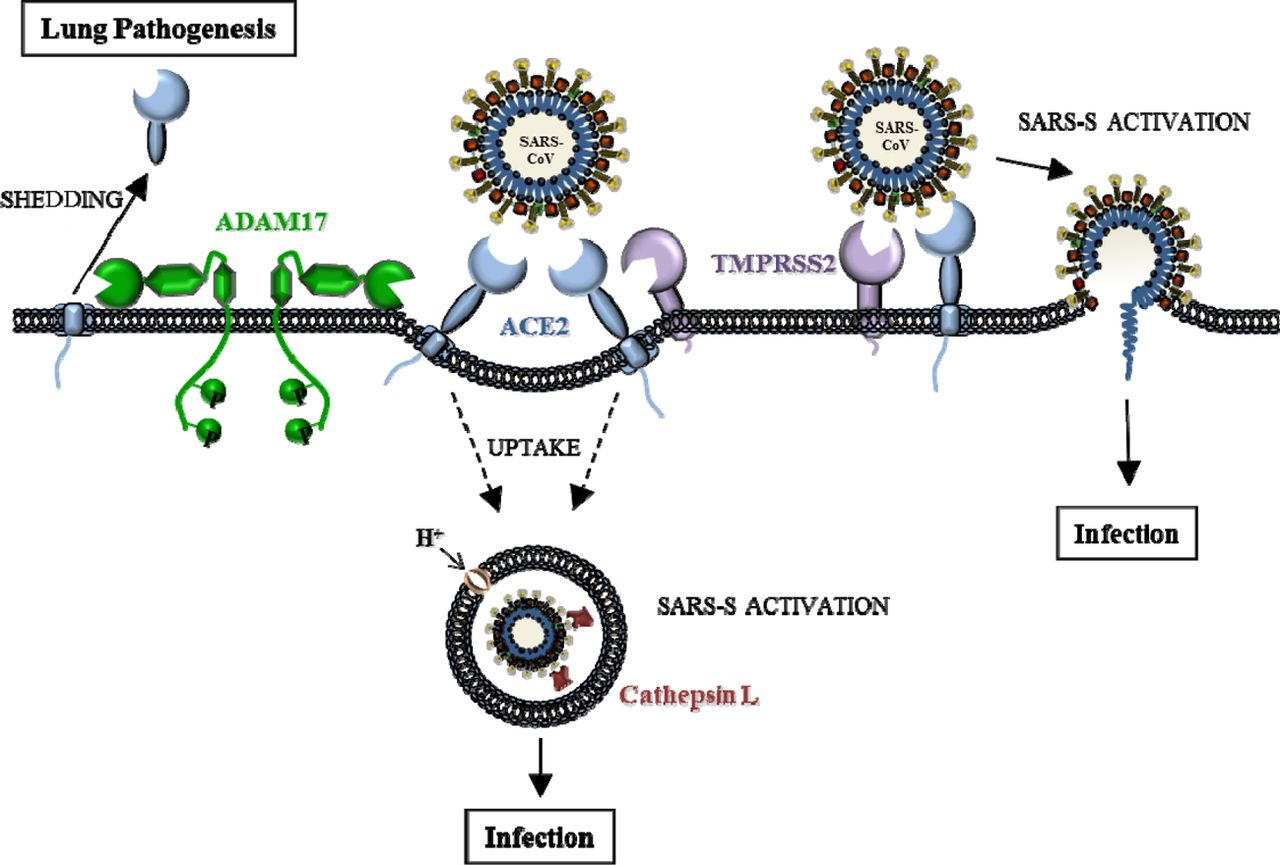 Lung Pathogenesis
SHEDDING
ADAM17
SARS-
CoV
ACE2
TMPRSS2
SARS-
CoV
SARS-S ACTIVATION
P
P
P
P
UPTAKE
Infection
H+
SARS-S ACTIVATION
Cathepsin L
Infection